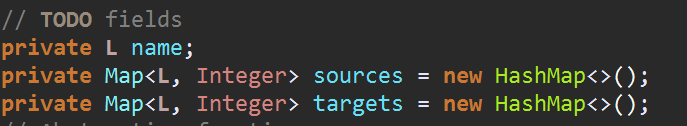 // TODO fields
private L name;
private Map<L, Integer> sources = new HashMap<>();
private Map<L, Integer> targets = new HashMap<>();